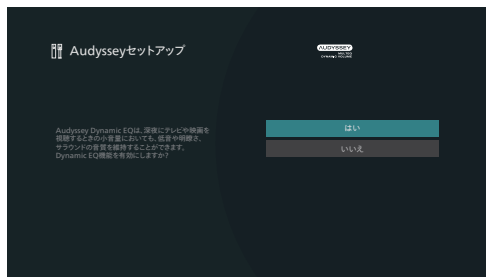 Audysseyセットアップ
AUDYSSEY
MULTEQ
DYNAMIC VOLUME
Audyssey Dynamic EQは、深夜にテレビや映画を
視聴するときの小音量においても、低音や明瞭さ、
サラウンドの音質を維持することができます。
Dynamic EQ機能を有効にしますか?
はい
いいえ